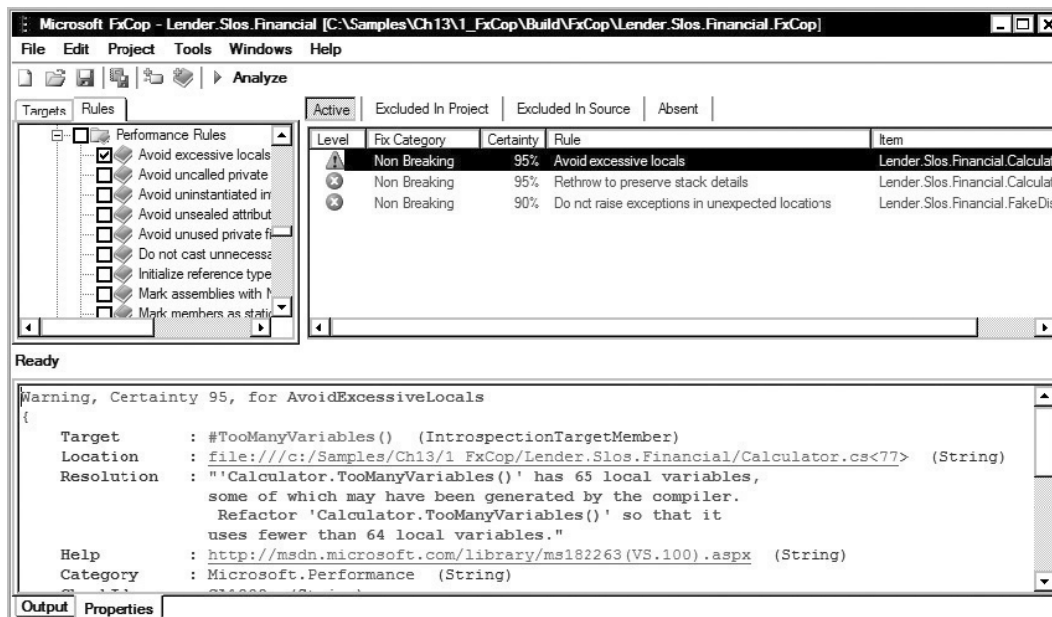 Microsoft FxCop - Lender.Slos.Financial [C:\Samples\Ch13\1_FxCop\Build\FxCop\Lender.Slos.Financial.FxCop]
File Edit Project Tools Windows Help
Analyze
Targets Rules
Performance Rules
Avoid excessive locals
Avoid uncalled private
Avoid uninstantiated in
Avoid unsealed attribut
Avoid unused private fi
Do not cast unnecessa
Initialize reference type
Mark assemblies with N
Mark members as static
Active Excluded In Project Excluded In Source Absent
Level Fix Category Certainty Rule Item
Non Breaking 95% Avoid excessive locals Lender.Slos.Financial.Calculat
Non Breaking 95% Rethrow to preserve stack details Lender.Slos.Financial.Calculat
Non Breaking 90% Do not raise exceptions in unexpected locations Lender.Slos.Financial.FakeDis
Ready
Warning, Certainty 95, for AvoidExcessiveLocals
{
Target : #TooManyVariables() (IntrospectionTargetMember)
Location : file:///c:/Samples/Ch13/1_FxCop/Lender.Slos.Financial/Calculator.cs<77> (String)
Resolution : "'Calculator.TooManyVariables()' has 65 local variables,
some of which may have been generated by the compiler.
Refactor 'Calculator.TooManyVariables()' so that it
uses fewer than 64 local variables."
Help : http://msdn.microsoft.com/library/ms182263(VS.100).aspx (String)
Category : Microsoft.Performance (String)
Output Properties